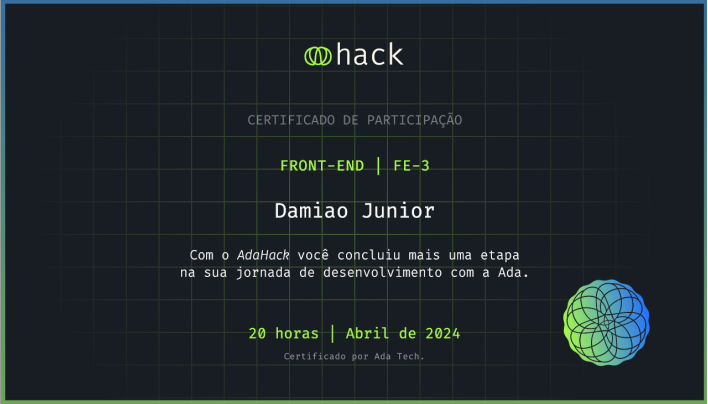 hack
CERTIFICADO DE PARTICIPAÇÃO
FRONT-END | FE-3
Damiao Junior
Com o AdaHack você concluiu mais uma etapa
na sua jornada de desenvolvimento com a Ada.
20 horas | Abril de 2024
Certificado por Ada Tech.